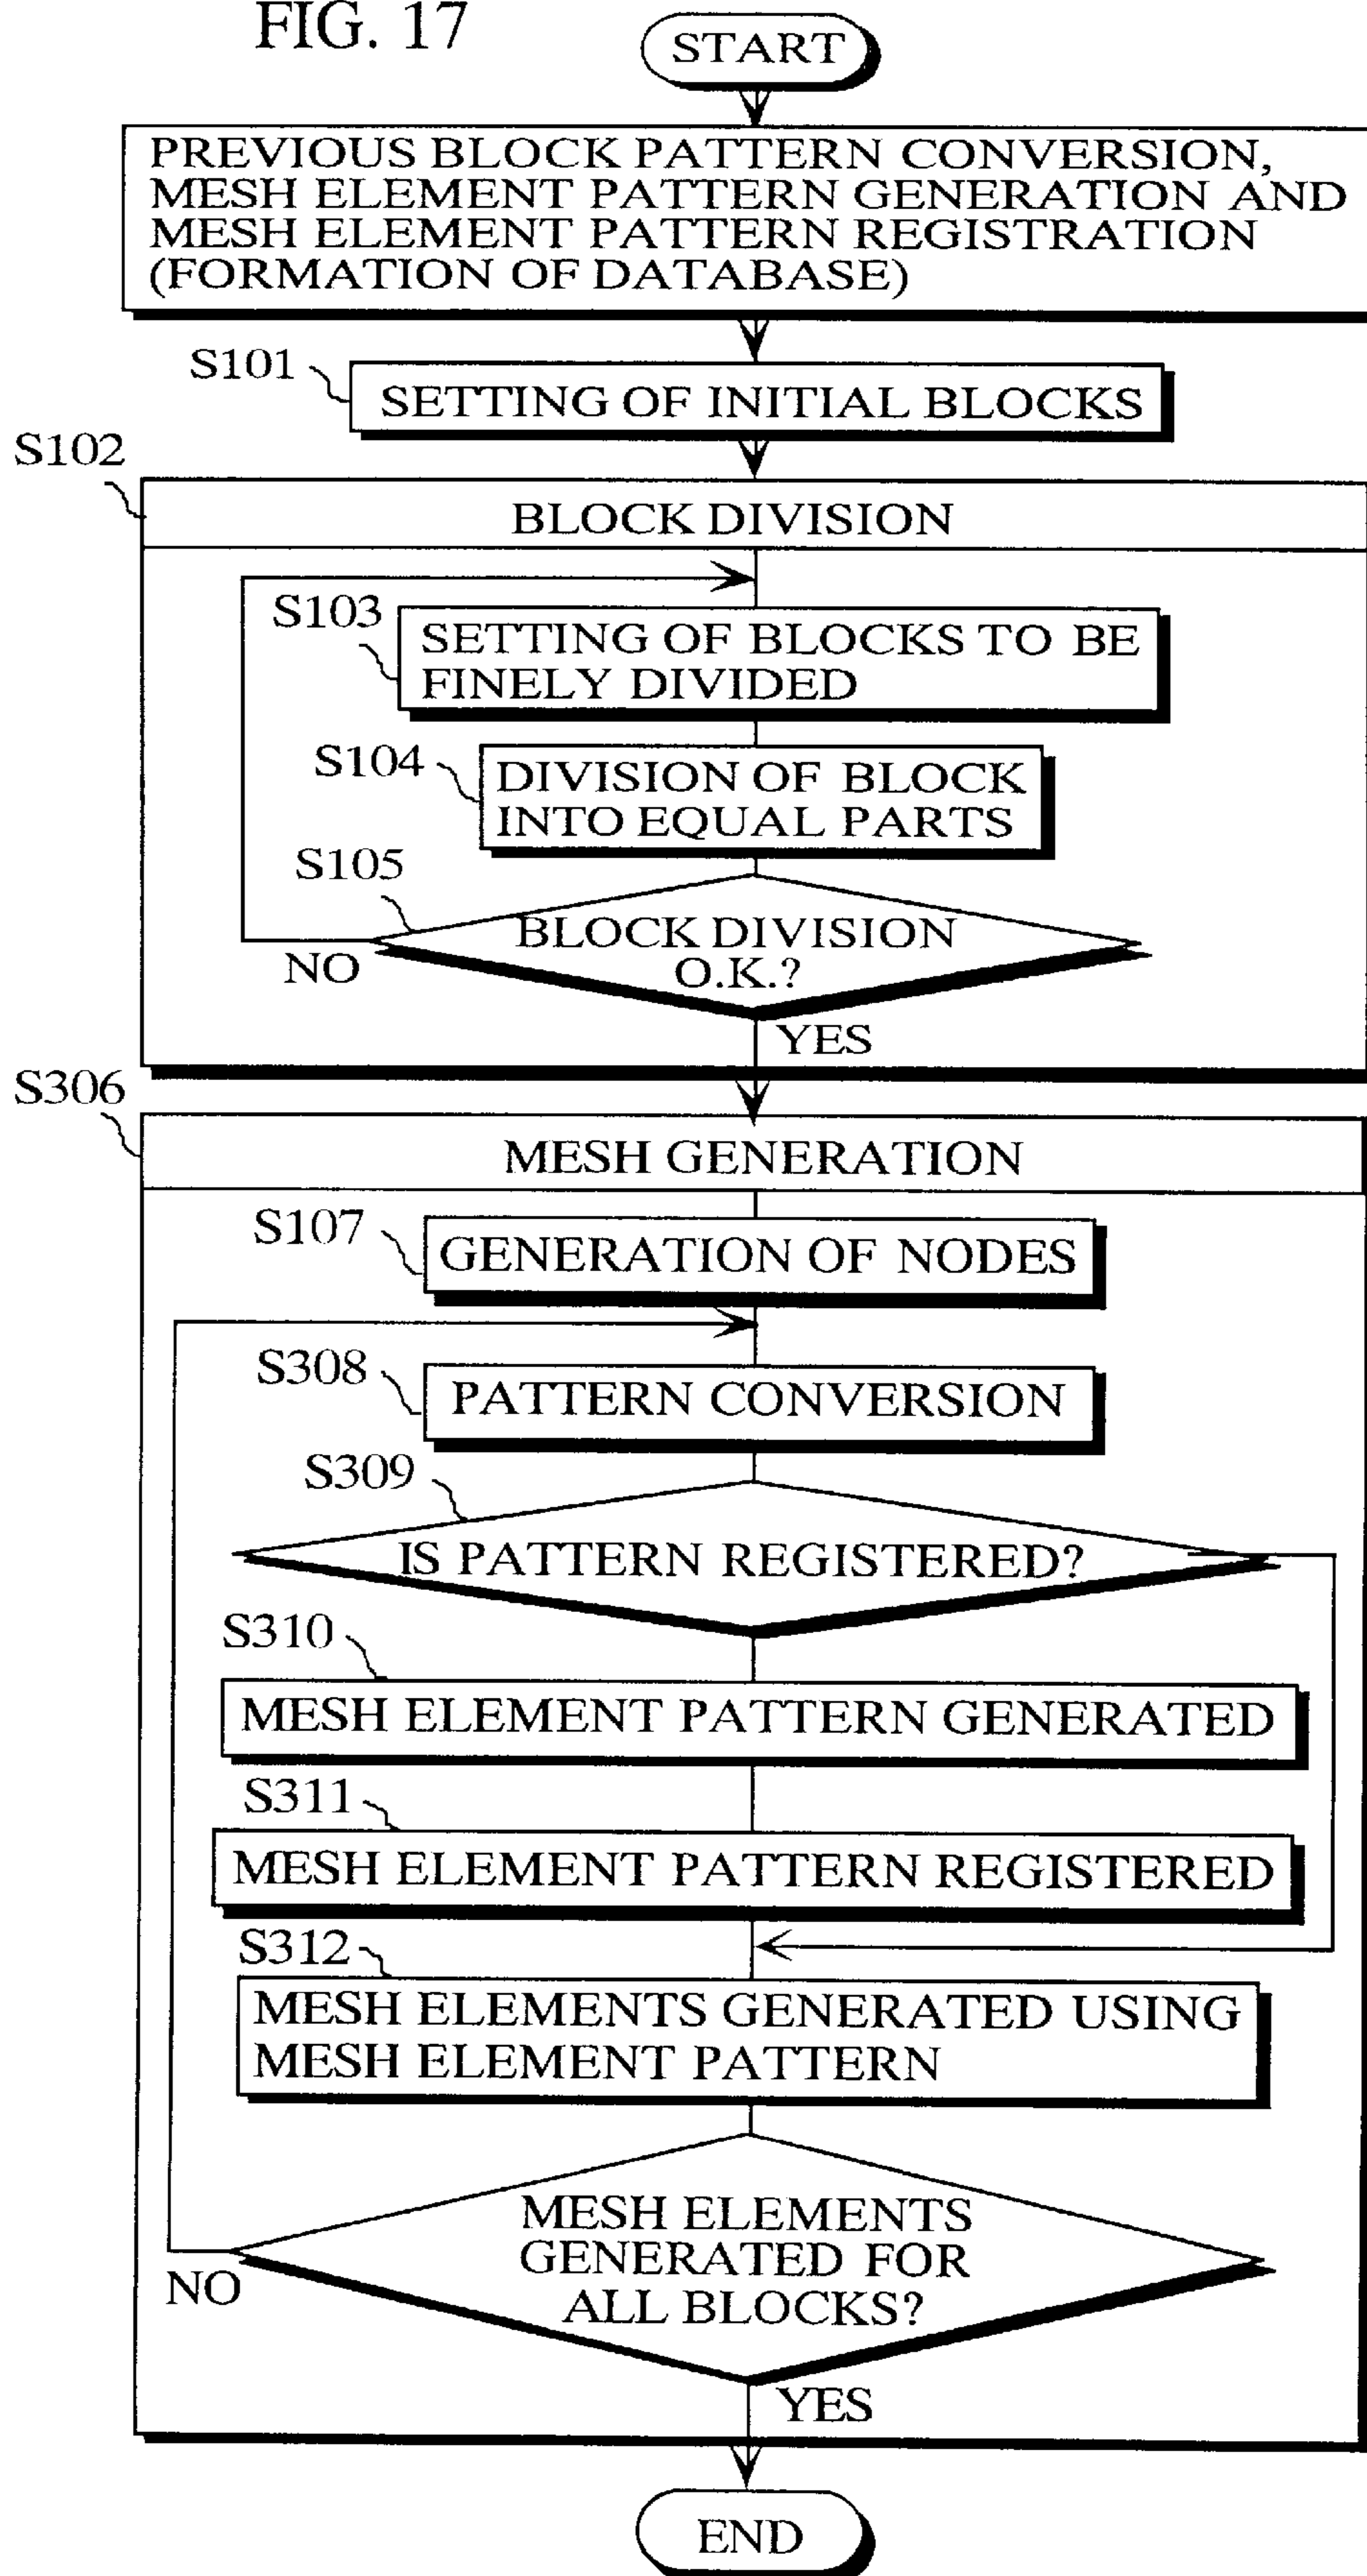 FIG. 17
START
PREVIOUS BLOCK PATTERN CONVERSION,
MESH ELEMENT PATTERN GENERATION AND
MESH ELEMENT PATTERN REGISTRATION
(FORMATION OF DATABASE)
S101
SETTING OF INITIAL BLOCKS
S102
BLOCK DIVISION
S103
SETTING OF BLOCKS TO BE
FINELY DIVIDED
S104
DIVISION OF BLOCK
INTO EQUAL PARTS
S105
BLOCK DIVISION
O.K.?
NO
YES
S306
MESH GENERATION
S107
GENERATION OF NODES
S308
PATTERN CONVERSION
S309
IS PATTERN REGISTERED?
S310
MESH ELEMENT PATTERN GENERATED
S311
MESH ELEMENT PATTERN REGISTERED
S312
MESH ELEMENTS GENERATED USING
MESH ELEMENT PATTERN
MESH ELEMENTS
GENERATED FOR
ALL BLOCKS?
NO
YES
END